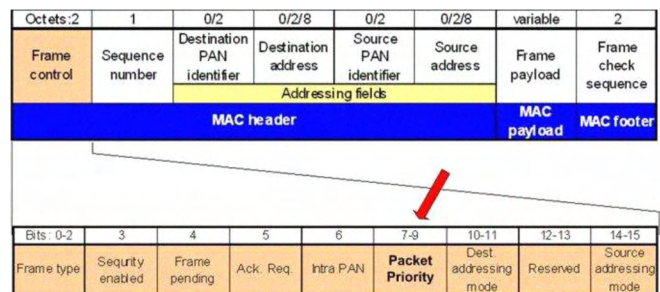 Octets:2 1 0/2 0/2/8 0/2 0/2/8 variable 2
Frame control Sequence number Destination PAN identifier Destination address Source PAN identifier Source address Frame payload Frame check sequence
Addressing fields
MAC header MAC payload MAC footer
Bits: 0-2 3 4 5 6 7-9 10-11 12-13 14-15
Frame type Sequrity enabled Frame pending Ack. Req. Intra PAN Packet Priority Dest. addressing mode Reserved Source addressing mode